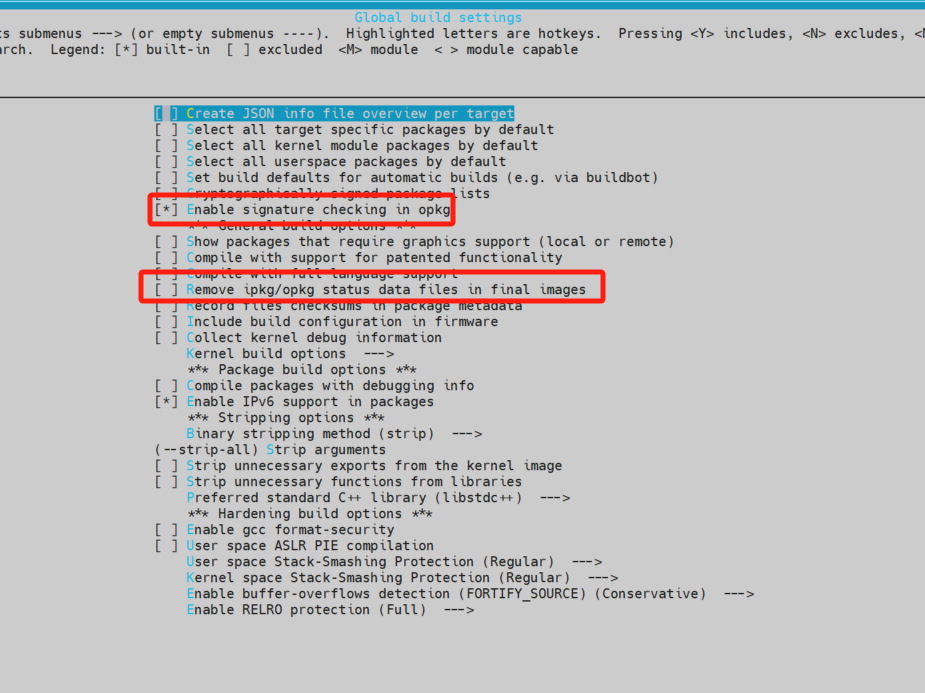 Global build settings
ts submenus ---> (or empty submenus ----).  Highlighted letters are hotkeys.  Pressing <Y> includes, <N> excludes, <M
arch.  Legend: [*] built-in  [ ] excluded  <M> module  < > module capable
[ ] Create JSON info file overview per target
[ ] Select all target specific packages by default
[ ] Select all kernel module packages by default
[ ] Select all userspace packages by default
[ ] Set build defaults for automatic builds (e.g. via buildbot)
[ ] Cryptographically signed package lists
[*] Enable signature checking in opkg
*** General build options ***
[ ] Show packages that require graphics support (local or remote)
[ ] Compile with support for patented functionality
[ ] Compile with full language support
[ ] Remove ipkg/opkg status data files in final images
[ ] Record files checksums in package metadata
[ ] Include build configuration in firmware
[ ] Collect kernel debug information
Kernel build options  --->
*** Package build options ***
[ ] Compile packages with debugging info
[*] Enable IPv6 support in packages
*** Stripping options ***
Binary stripping method (strip)  --->
(--strip-all) Strip arguments
[ ] Strip unnecessary exports from the kernel image
[ ] Strip unnecessary functions from libraries
Preferred standard C++ library (libstdc++)  --->
*** Hardening build options ***
[ ] Enable gcc format-security
[ ] User space ASLR PIE compilation
User space Stack-Smashing Protection (Regular)  --->
Kernel space Stack-Smashing Protection (Regular)  --->
Enable buffer-overflows detection (FORTIFY_SOURCE) (Conservative)  --->
Enable RELRO protection (Full)  --->